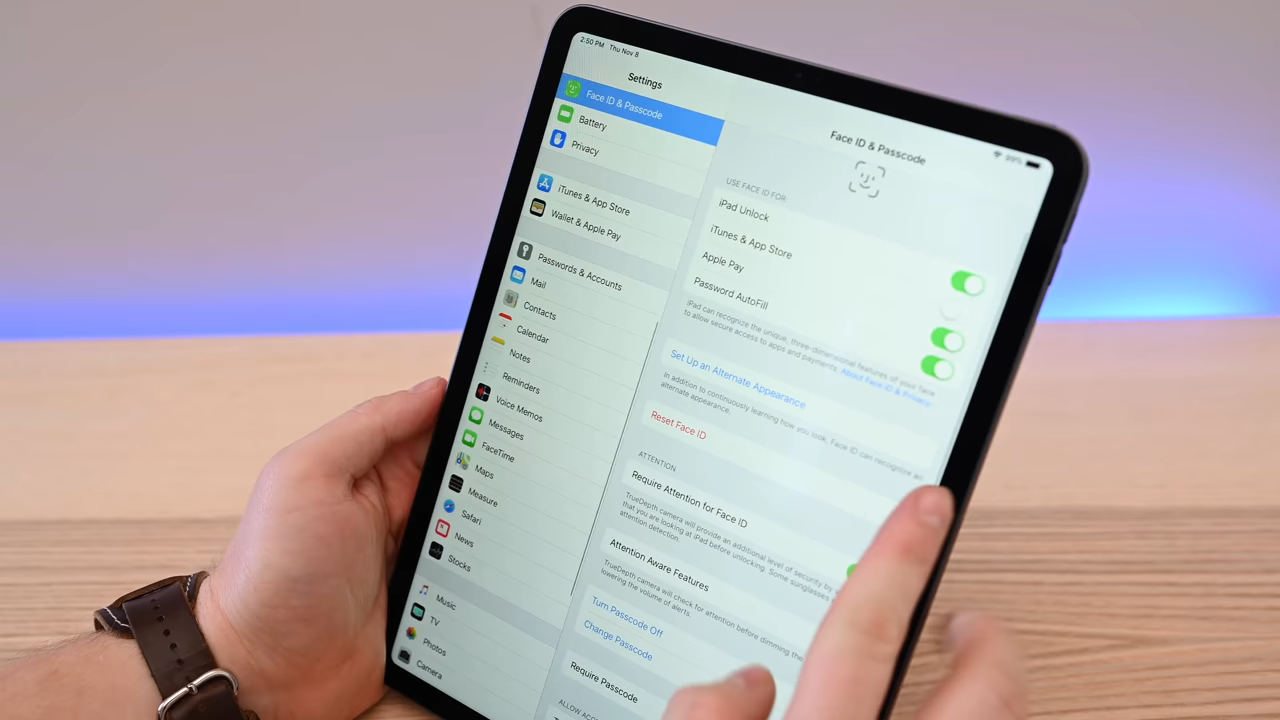 2:50 PM Thu Nov 8
99%
Settings
Face ID & Passcode
Battery
Privacy
iTunes & App Store
Wallet & Apple Pay
Passwords & Accounts
Mail
Contacts
Calendar
Notes
Reminders
Voice Memos
Messages
FaceTime
Maps
Measure
Safari
News
Stocks
Music
TV
Photos
Camera
Face ID & Passcode
USE FACE ID FOR:
iPad Unlock
iTunes & App Store
Apple Pay
Password AutoFill
iPad can recognize the unique, three-dimensional features of your face
to allow secure access to apps and payments. About Face ID & Privacy
Set Up an Alternate Appearance
In addition to continuously learning how you look, Face ID can recognize an
alternate appearance.
Reset Face ID
ATTENTION
Require Attention for Face ID
TrueDepth camera will provide an additional level of security by
that you are looking at iPad before unlocking. Some sunglasses
attention detection.
Attention Aware Features
TrueDepth camera will check for attention before dimming the
lowering the volume of alerts.
Turn Passcode Off
Change Passcode
Require Passcode